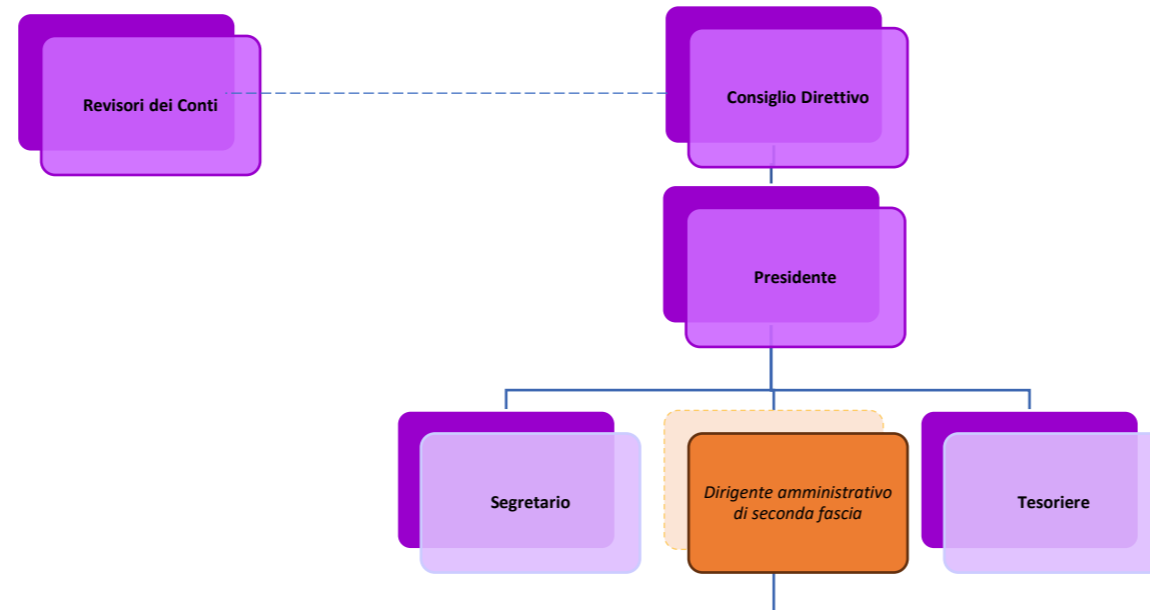 Revisori dei Conti
Consiglio Direttivo
Presidente
Segretario
Dirigente amministrativo
di seconda fascia
Tesoriere